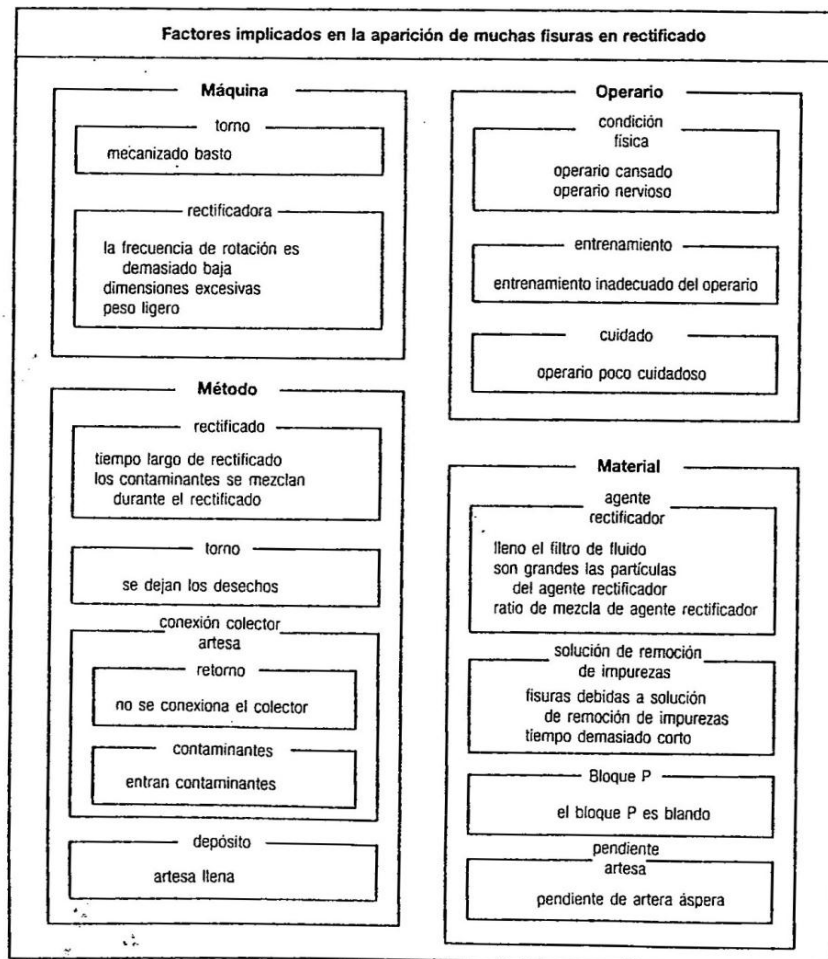 Factores implicados en la aparición de muchas fisuras en rectificado
Máquina
torno
mecanizado basto
rectificadora
la frecuencia de rotación es
demasiado baja
dimensiones excesivas
peso ligero
Método
rectificado
tiempo largo de rectificado
los contaminantes se mezclan
durante el rectificado
torno
se dejan los desechos
conexión colector
artesa
retorno
no se conexiona el colector
contaminantes
entran contaminantes
depósito
artesa llena
Operario
condición
física
operario cansado
operario nervioso
entrenamiento
entrenamiento inadecuado del operario
cuidado
operario poco cuidadoso
Material
agente
rectificador
lleno el filtro de fluido
son grandes las partículas
del agente rectificador
ratio de mezcla de agente rectificador
solución de remoción
de impurezas
fisuras debidas a solución
de remoción de impurezas
tiempo demasiado corto
Bloque P
el bloque P es blando
pendiente
artesa
pendiente de artera áspera